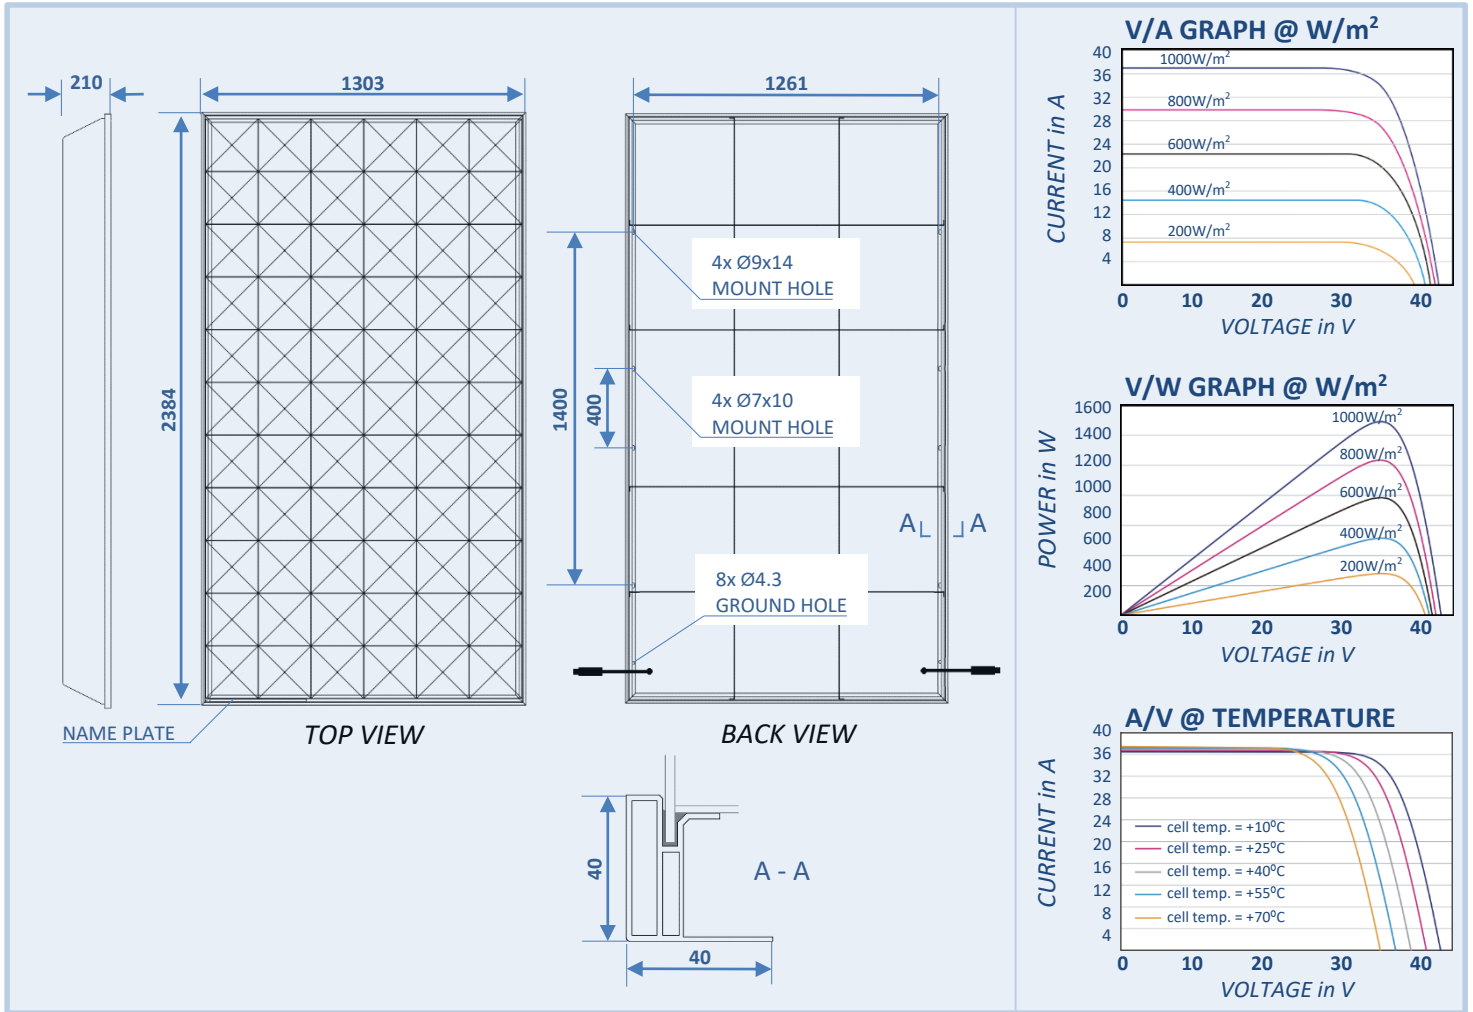 210
1303
2384
NAME PLATE
TOP VIEW
1261
1400
400
4x Ø9x14
MOUNT HOLE
4x Ø7x10
MOUNT HOLE
A A
8x Ø4.3
GROUND HOLE
BACK VIEW
40
A - A
40
V/A GRAPH @ W/m²
CURRENT in A
40
36
32
28
24
20
16
12
8
4
1000W/m²
800W/m²
600W/m²
400W/m²
200W/m²
0 10 20 30 40
VOLTAGE in V
V/W GRAPH @ W/m²
POWER in W
1600
1400
1200
1000
800
600
400
200
1000W/m²
800W/m²
600W/m²
400W/m²
200W/m²
0 10 20 30 40
VOLTAGE in V
A/V @ TEMPERATURE
CURRENT in A
40
36
32
28
24
20
16
12
8
4
cell temp. = +10⁰C
cell temp. = +25⁰C
cell temp. = +40⁰C
cell temp. = +55⁰C
cell temp. = +70⁰C
0 10 20 30 40
VOLTAGE in V